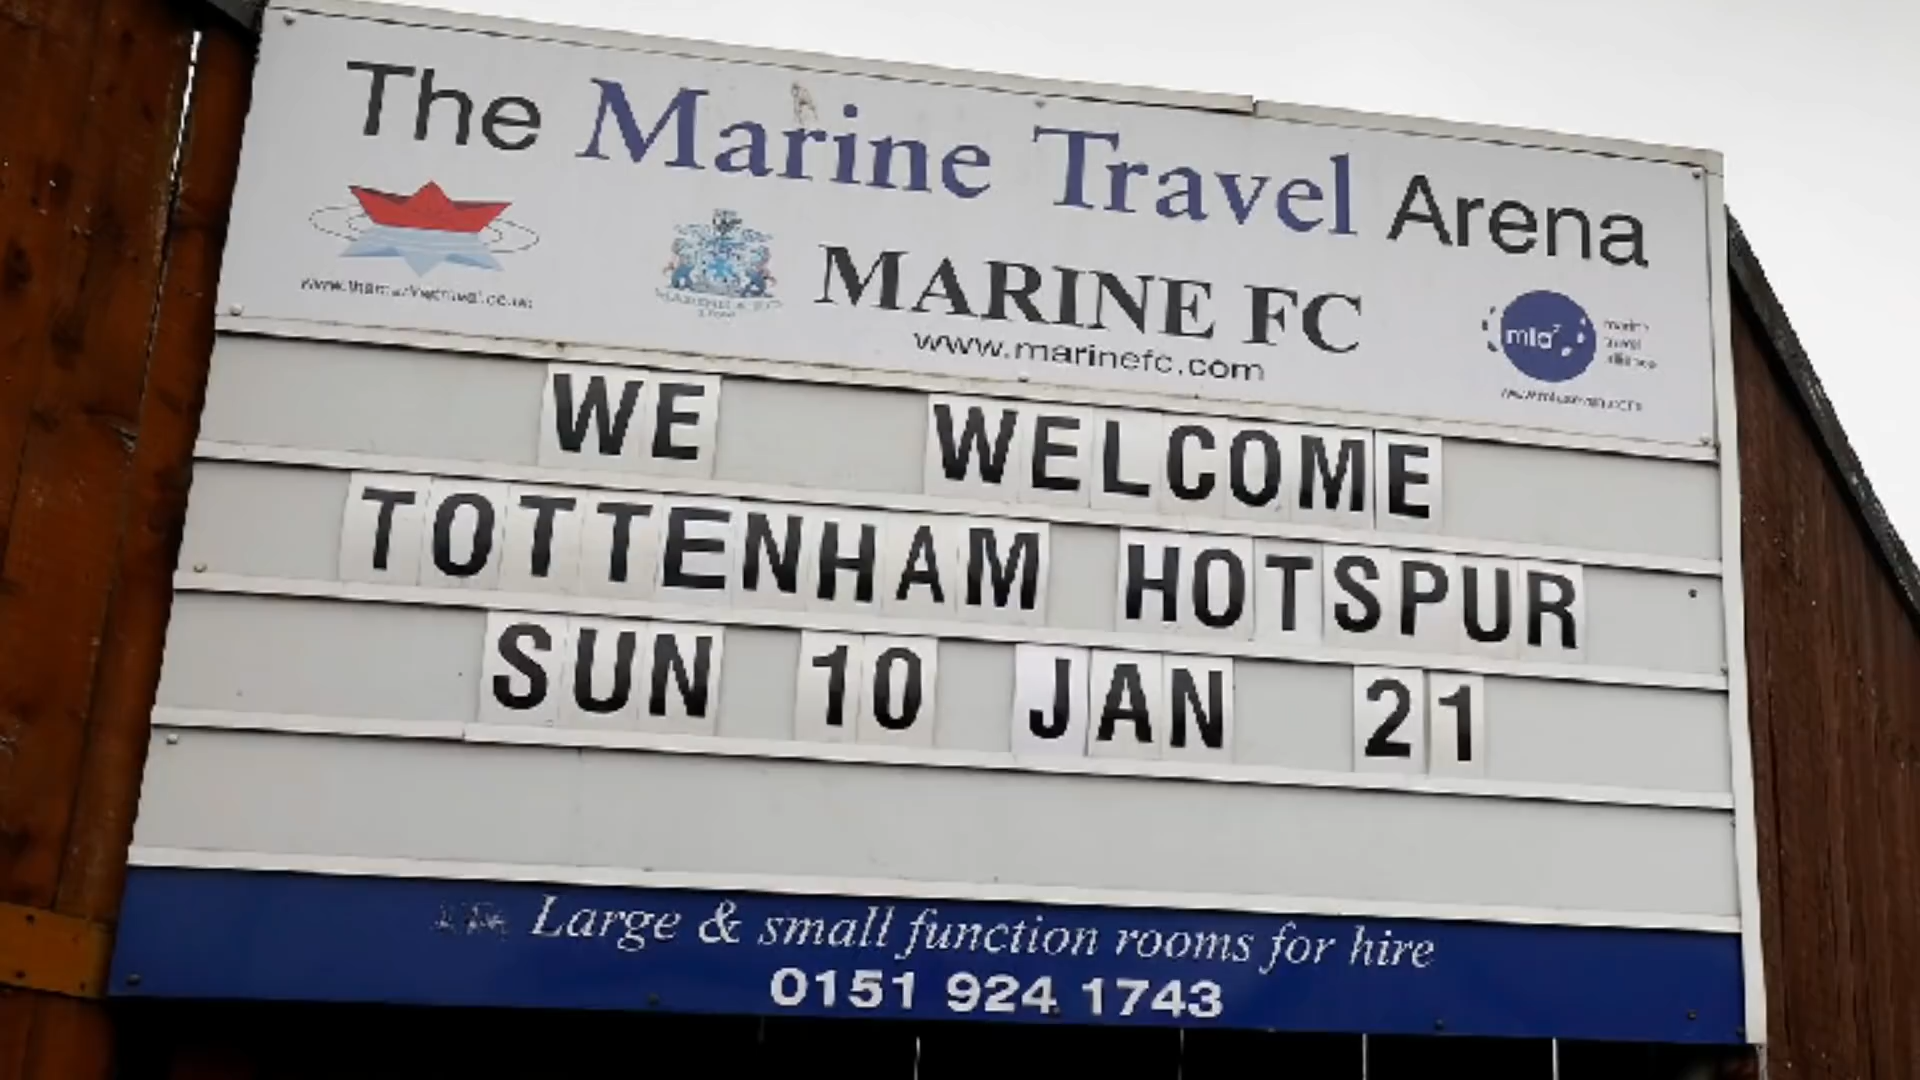 The Marine Travel Arena
MARINE FC
www.marinefc.com
mla
WE WELCOME
TOTTENHAM HOTSPUR
SUN 10 JAN 21
Large & small function rooms for hire
0151 924 1743